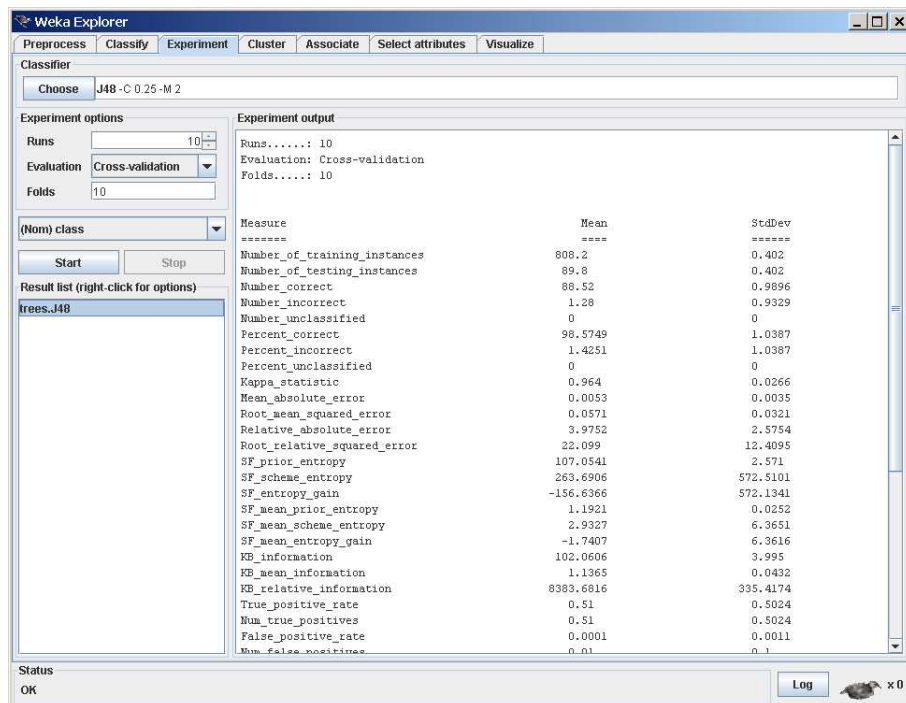 Weka Explorer
Preprocess Classify Experiment Cluster Associate Select attributes Visualize
Classifier
Choose J48 -C 0.25 -M 2
Experiment options
Runs 10
Evaluation Cross-validation
Folds 10
(Nom) class
Start Stop
Result list (right-click for options)
trees.J48
Experiment output
Runs......: 10
Evaluation: Cross-validation
Folds.....: 10
Measure Mean StdDev
======= ==== ======
Number_of_training_instances 808.2 0.402
Number_of_testing_instances 89.8 0.402
Number_correct 88.52 0.9896
Number_incorrect 1.28 0.9329
Number_unclassified 0 0
Percent_correct 98.5749 1.0387
Percent_incorrect 1.4251 1.0387
Percent_unclassified 0 0
Kappa_statistic 0.964 0.0266
Mean_absolute_error 0.0053 0.0035
Root_mean_squared_error 0.0571 0.0321
Relative_absolute_error 3.9752 2.5754
Root_relative_squared_error 22.099 12.4095
SF_prior_entropy 107.0541 2.571
SF_scheme_entropy 263.6906 572.5101
SF_entropy_gain -156.6366 572.1341
SF_mean_prior_entropy 1.1921 0.0252
SF_mean_scheme_entropy 2.9327 6.3651
SF_mean_entropy_gain -1.7407 6.3616
KB_information 102.0606 3.995
KB_mean_information 1.1365 0.0432
KB_relative_information 8383.6816 335.4174
True_positive_rate 0.51 0.5024
Num_true_positives 0.51 0.5024
False_positive_rate 0.0001 0.0011
Num_false_positives 0.01 0.1
Status
OK
Log x 0